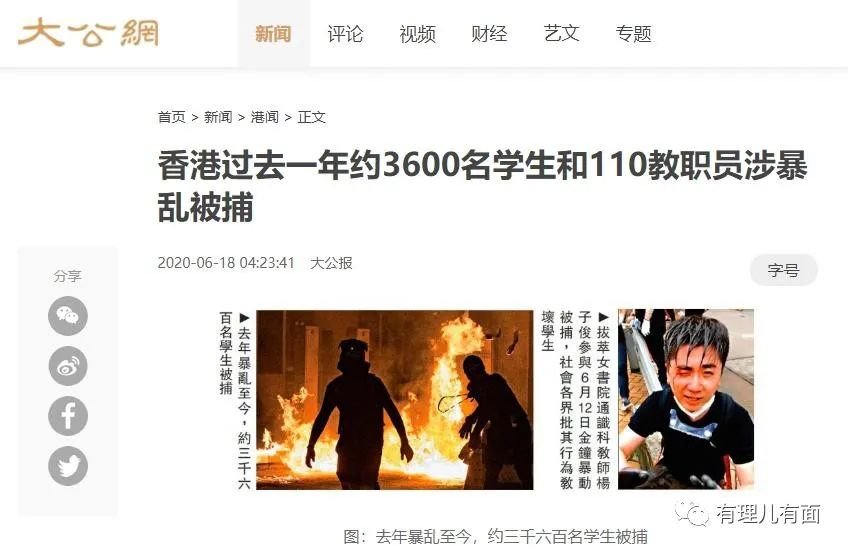 大公網
新闻 评论 视频 财经 艺文 专题
首页 > 新闻 > 港闻 > 正文
香港过去一年约3600名学生和110教职员涉暴
乱被捕
2020-06-18 04:23:41 大公报
字号
分享
▶去年暴亂至今，約三千六
百名學生被捕
▶拔萃女書院通識科教師楊
子俊參與6月12日金鐘暴動
被捕，社會各界批其行為教
壞學生
图：去年暴乱至今，约三千六百名学生被捕
有理儿有面